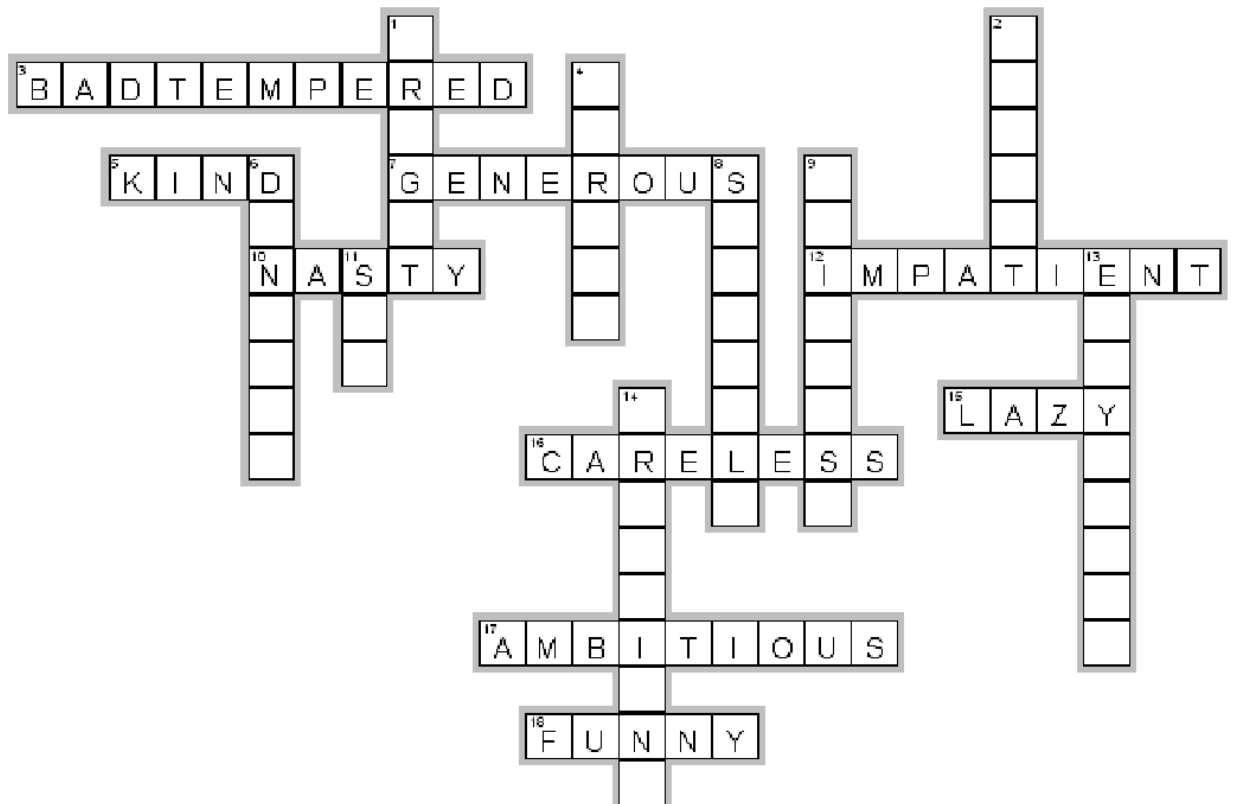 1 2
3 BADTEMPERED 4
5 KIND 6 7 GENEROUS 8 9
10 NASTY 11 12 IMPATIENT 13
14 15 LAZY
16 CARELESS
17 AMBITIOUS
18 FUNNY